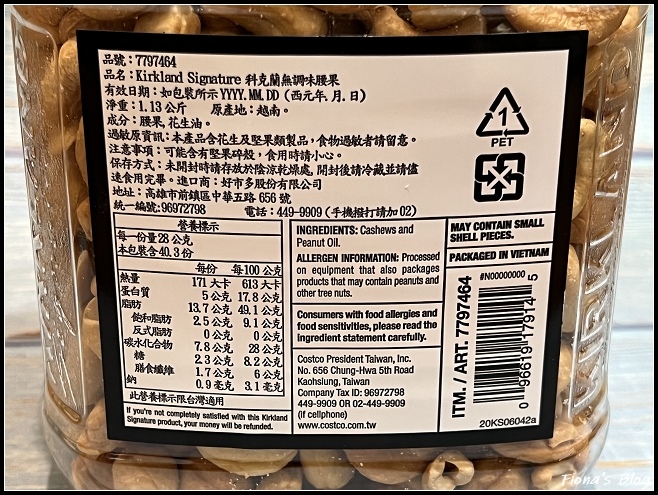 品號：7797464
品名：Kirkland Signature 科克蘭無調味腰果
有效日期：如包裝所示YYYY.MM.DD（西元年.月.日）
淨重：1.13 公斤　原產地：越南。
成分：腰果,花生油。
過敏原資訊：本產品含花生及堅果類製品，食物過敏者請留意。
注意事項：可能含有堅果碎殼，食用時請小心。
保存方式：未開封時請存放於陰涼乾燥處,開封後請冷藏並請儘
速食用完畢。進口商：好市多股份有限公司
地址：高雄市前鎮區中華五路 656 號
統一編號:96972798　電話：449-9909 (手機撥打請加 02)
1
PET
營養標示
每一份量28 公克
本包裝含40.3 份
每份 每100 公克
熱量 171 大卡 613 大卡
蛋白質 5 公克 17.8 公克
脂肪 13.7 公克 49.1 公克
飽和脂肪 2.5 公克 9.1 公克
反式脂肪 0 公克 0 公克
碳水化合物 7.8 公克 28 公克
糖 2.3 公克 8.2 公克
膳食纖維 1.7 公克 6 公克
鈉 0.9 毫克 3.1 毫克
此營養標示限台灣適用
If you're not completely satisfied with this Kirkland
Signature product, your money will be refunded.
INGREDIENTS: Cashews and
Peanut Oil.
ALLERGEN INFORMATION: Processed
on equipment that also packages
products that may contain peanuts and
other tree nuts.
Consumers with food allergies and
food sensitivities, please read the
ingredient statement carefully.
Costco President Taiwan, Inc.
No. 656 Chung-Hwa 5th Road
Kaohsiung, Taiwan
Company Tax ID: 96972798
449-9909 OR 02-449-9909
(if cellphone)
www.costco.com.tw
MAY CONTAIN SMALL
SHELL PIECES.
PACKAGED IN VIETNAM
ITM. / ART. 7797464
#N00000000
0 96619 17914 5
20KS06042a
Fiona's Blog